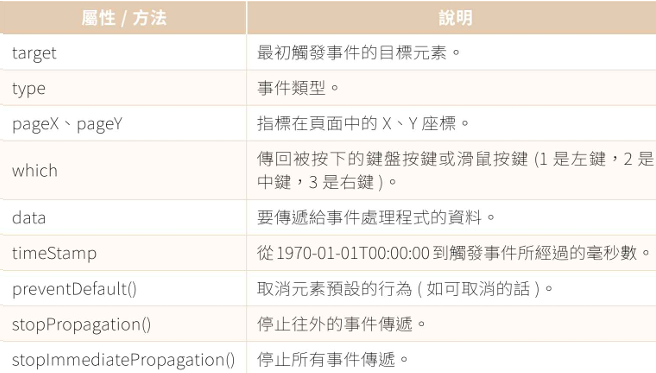 屬性 / 方法 說明
target 最初觸發事件的目標元素。
type 事件類型。
pageX、pageY 指標在頁面中的 X、Y 座標。
which 傳回被按下的鍵盤按鍵或滑鼠按鍵 (1 是左鍵，2 是
中鍵，3 是右鍵 )。
data 要傳遞給事件處理程式的資料。
timeStamp 從 1970-01-01T00:00:00 到觸發事件所經過的毫秒數。
preventDefault() 取消元素預設的行為 ( 如可取消的話 )。
stopPropagation() 停止往外的事件傳遞。
stopImmediatePropagation() 停止所有事件傳遞。